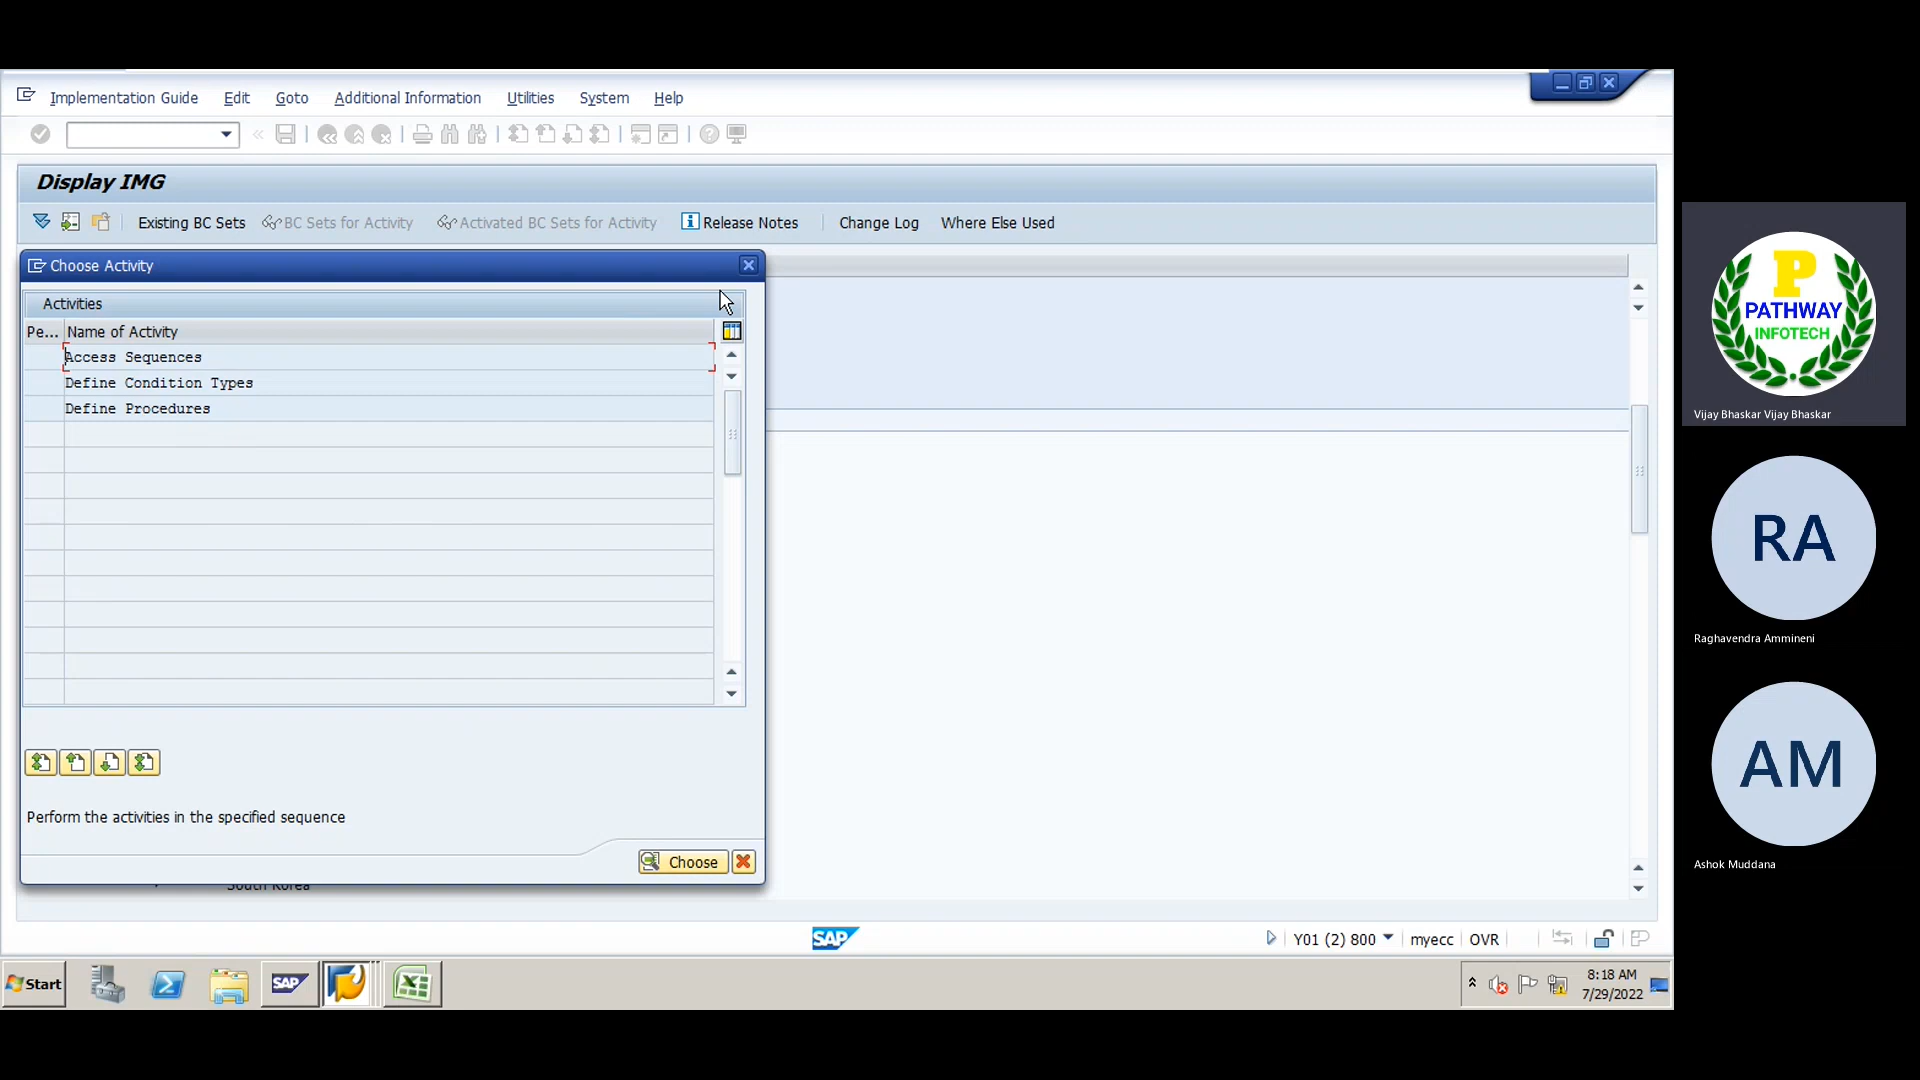 Implementation Guide Edit Goto Additional Information Utilities System Help
Display IMG
Existing BC Sets BC Sets for Activity Activated BC Sets for Activity Release Notes Change Log Where Else Used
Choose Activity
Activities
Pe... Name of Activity
Access Sequences
Define Condition Types
Define Procedures
Perform the activities in the specified sequence
Choose
South Korea
SAP
Y01 (2) 800 myecc OVR
Start
SAP
8:18 AM
7/29/2022
P
PATHWAY
INFOTECH
Vijay Bhaskar Vijay Bhaskar
RA
Raghavendra Ammineni
AM
Ashok Muddana